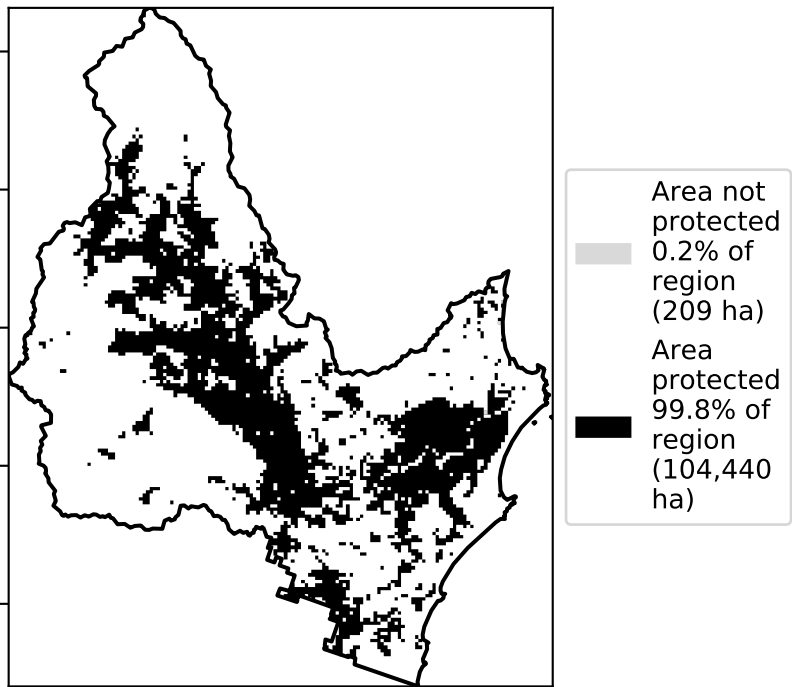 Area not
protected
0.2% of
region
(209 ha)
Area
protected
99.8% of
region
(104,440
ha)